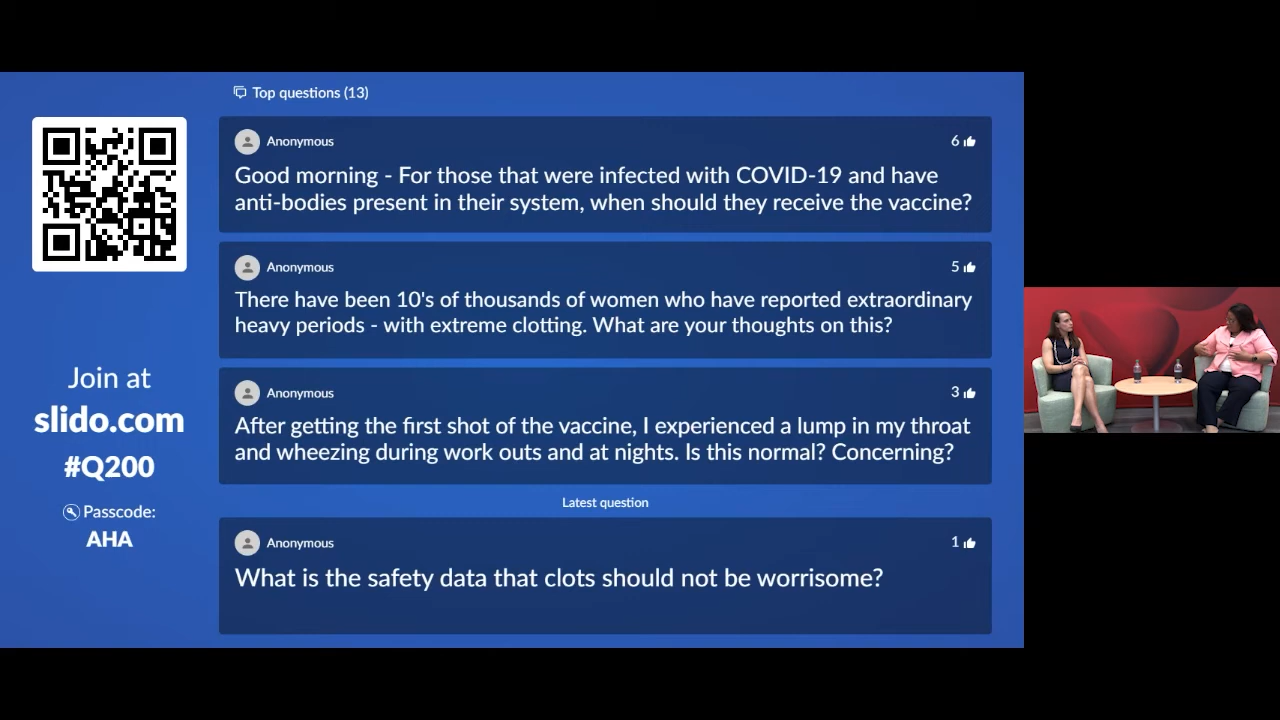 Top questions (13)
Anonymous
6
Good morning - For those that were infected with COVID-19 and have
anti-bodies present in their system, when should they receive the vaccine?
Anonymous
5
There have been 10's of thousands of women who have reported extraordinary
heavy periods - with extreme clotting. What are your thoughts on this?
Anonymous
3
After getting the first shot of the vaccine, I experienced a lump in my throat
and wheezing during work outs and at nights. Is this normal? Concerning?
Latest question
Anonymous
1
What is the safety data that clots should not be worrisome?
Join at
slido.com
#Q200
Passcode:
AHA